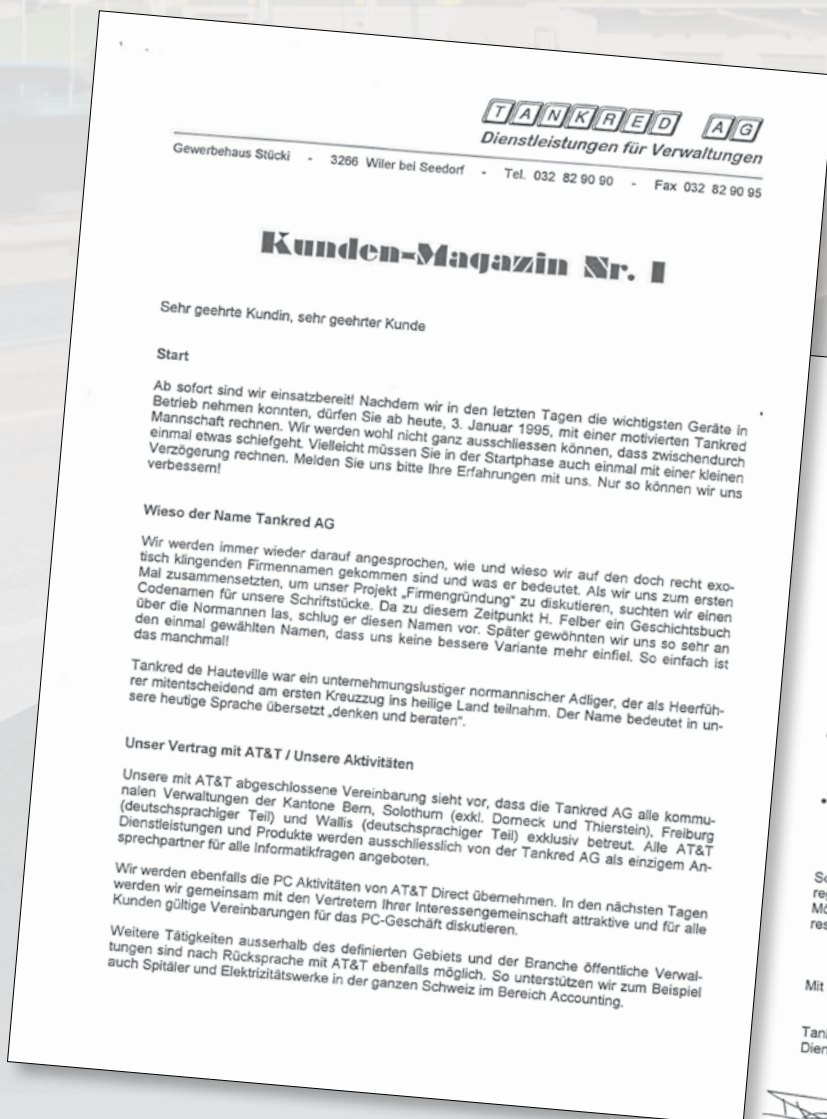 TANKRED AG
Dienstleistungen für Verwaltungen
Gewerbehaus Stücki - 3266 Wiler bei Seedorf - Tel. 032 82 90 90 - Fax 032 82 90 95
Kunden-Magazin Nr. 1
Sehr geehrte Kundin, sehr geehrter Kunde
Start
Ab sofort sind wir einsatzbereit! Nachdem wir in den letzten Tagen die wichtigsten Geräte in
Betrieb nehmen konnten, dürfen Sie ab heute, 3. Januar 1995, mit einer motivierten Tankred
Mannschaft rechnen. Wir werden wohl nicht ganz ausschliessen können, dass zwischendurch
einmal etwas schiefgeht. Vielleicht müssen Sie in der Startphase auch einmal mit einer kleinen
Verzögerung rechnen. Melden Sie uns bitte Ihre Erfahrungen mit uns. Nur so können wir uns
verbessern!
Wieso der Name Tankred AG
Wir werden immer wieder darauf angesprochen, wie und wieso wir auf den doch recht exo-
tisch klingenden Firmennamen gekommen sind und was er bedeutet. Als wir uns zum ersten
Mal zusammensetzten, um unser Projekt „Firmengründung" zu diskutieren, suchten wir einen
Codenamen für unsere Schriftstücke. Da zu diesem Zeitpunkt H. Felber ein Geschichtsbuch
über die Normannen las, schlug er diesen Namen vor. Später gewöhnten wir uns so sehr an
den einmal gewählten Namen, dass uns keine bessere Variante mehr einfiel. So einfach ist
das manchmal!
Tankred de Hauteville war ein unternehmungslustiger normannischer Adliger, der als Heerfüh-
rer mitentscheidend am ersten Kreuzzug ins heilige Land teilnahm. Der Name bedeutet in un-
sere heutige Sprache übersetzt „denken und beraten".
Unser Vertrag mit AT&T / Unsere Aktivitäten
Unsere mit AT&T abgeschlossene Vereinbarung sieht vor, dass die Tankred AG alle kommu-
nalen Verwaltungen der Kantone Bern, Solothurn (exkl. Dorneck und Thierstein), Freiburg
(deutschsprachiger Teil) und Wallis (deutschsprachiger Teil) exklusiv betreut. Alle AT&T
Dienstleistungen und Produkte werden ausschliesslich von der Tankred AG als einzigem An-
sprechpartner für alle Informatikfragen angeboten.
Wir werden ebenfalls die PC Aktivitäten von AT&T Direct übernehmen. In den nächsten Tagen
werden wir gemeinsam mit den Vertretern Ihrer Interessengemeinschaft attraktive und für alle
Kunden gültige Vereinbarungen für das PC-Geschäft diskutieren.
Weitere Tätigkeiten ausserhalb des definierten Gebiets und der Branche öffentliche Verwal-
tungen sind nach Rücksprache mit AT&T ebenfalls möglich. So unterstützen wir zum Beispiel
auch Spitäler und Elektrizitätswerke in der ganzen Schweiz im Bereich Accounting.
Mit